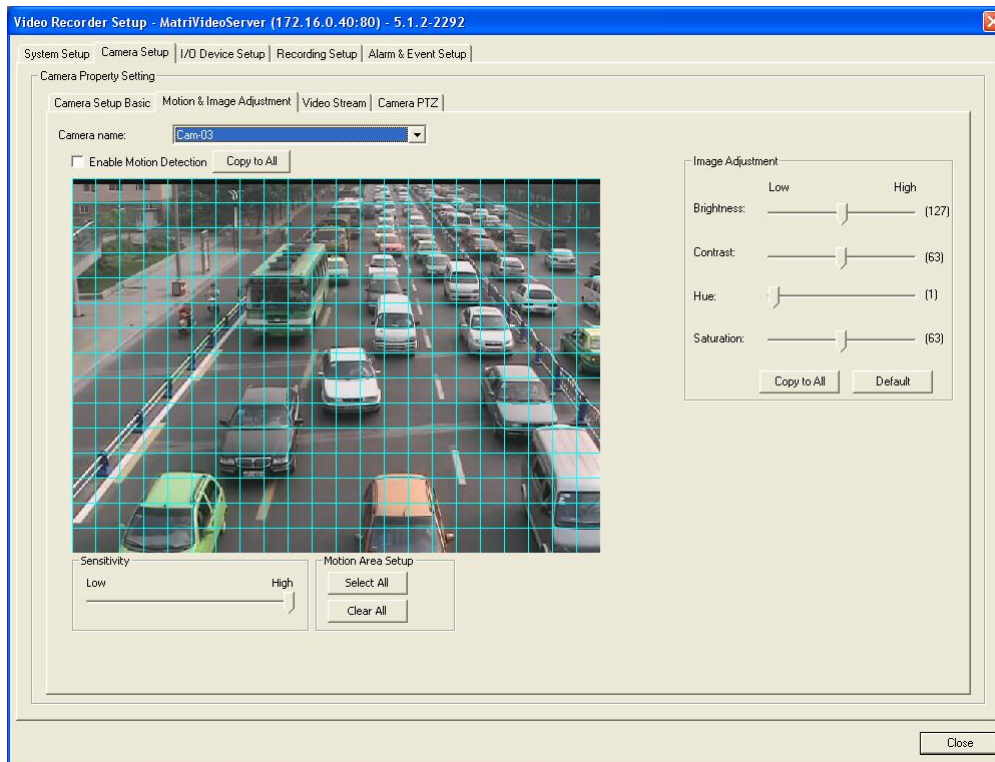 Video Recorder Setup - MatriVideoServer (172.16.0.40:80) - 5.1.2-2292
System Setup Camera Setup I/O Device Setup Recording Setup Alarm & Event Setup
Camera Property Setting
Camera Setup Basic Motion & Image Adjustment Video Stream Camera PTZ
Camera name: Cam-03
Enable Motion Detection Copy to All
Image Adjustment
Low High
Brightness: (127)
Contrast: (63)
Hue: (1)
Saturation: (63)
Copy to All Default
Sensitivity
Low High
Motion Area Setup
Select All
Clear All
Close